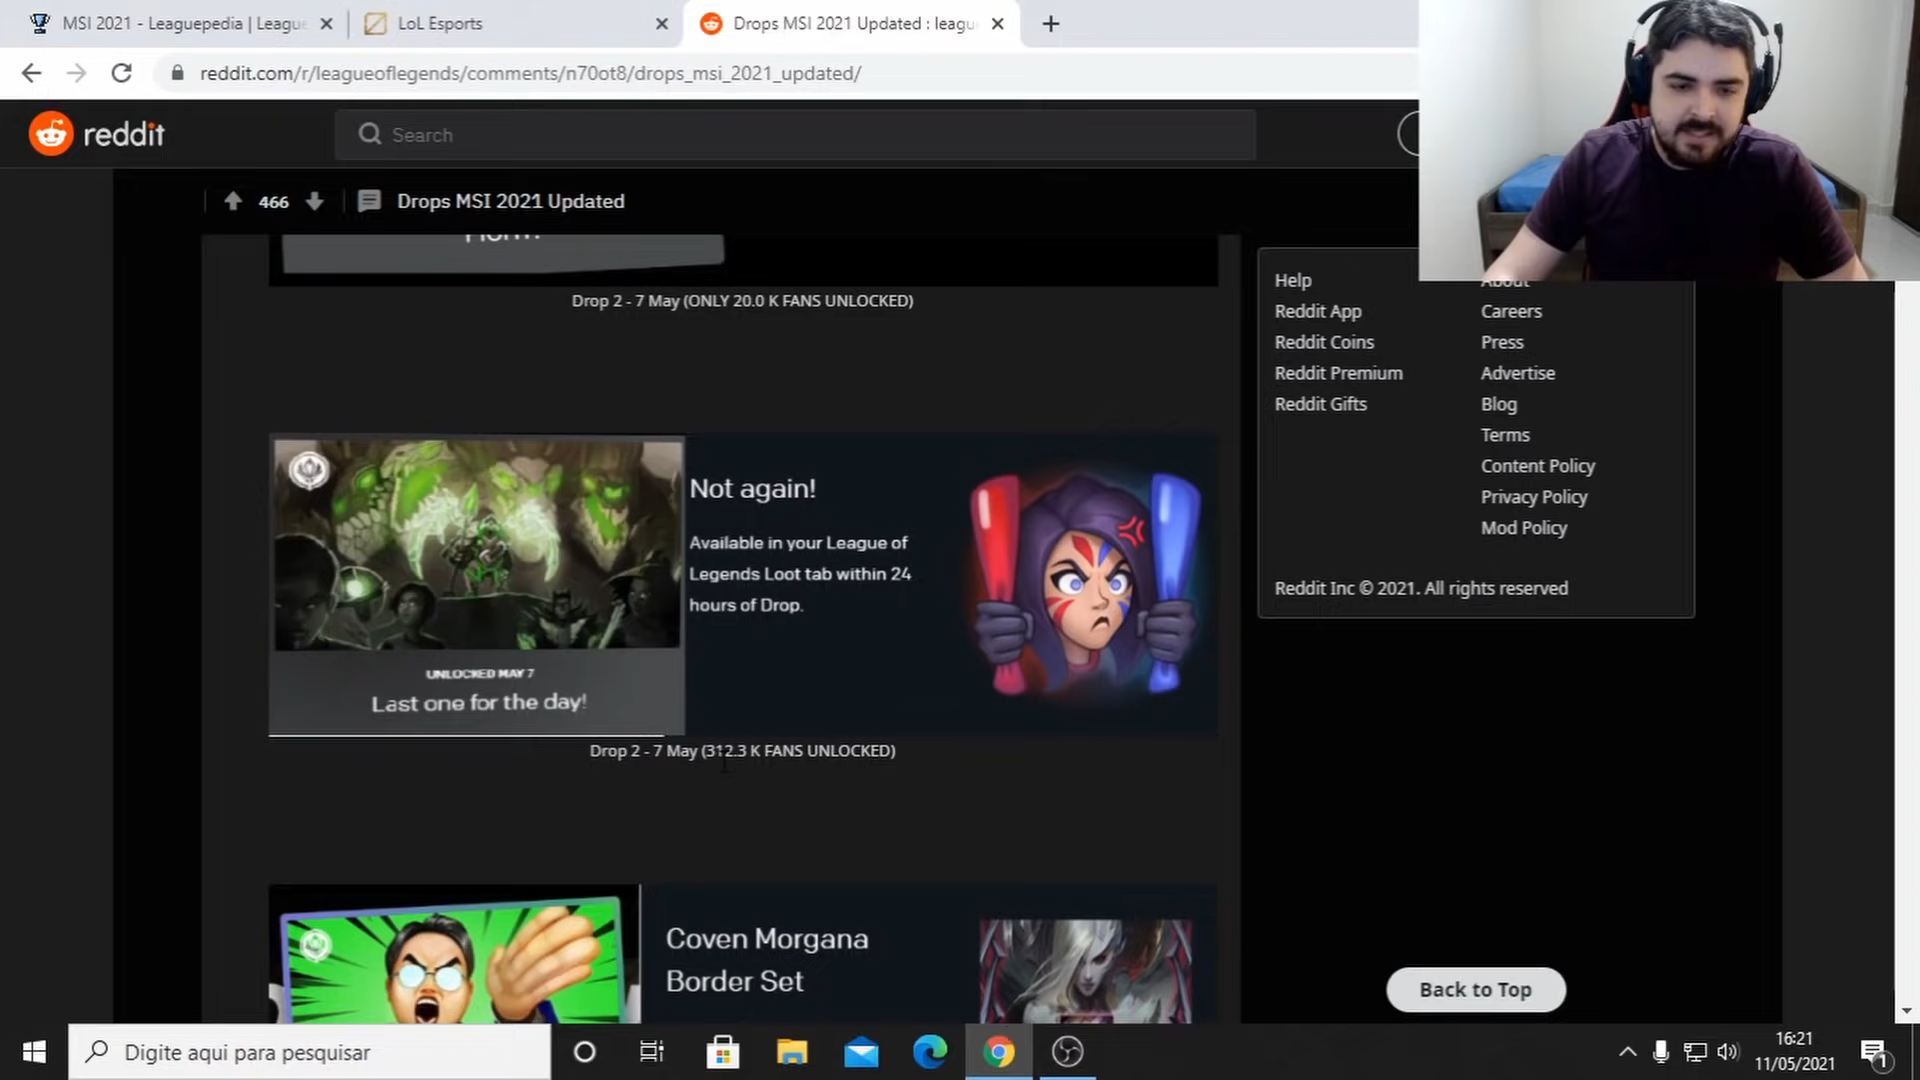 MSI 2021 - Leaguepedia | League
LoL Esports
Drops MSI 2021 Updated : leagu
reddit.com/r/leagueoflegends/comments/n70ot8/drops_msi_2021_updated/
reddit
Search
466
Drops MSI 2021 Updated
Drop 2 - 7 May (ONLY 20.0 K FANS UNLOCKED)
Not again!
Available in your League of
Legends Loot tab within 24
hours of Drop.
UNLOCKED MAY 7
Last one for the day!
Drop 2 - 7 May (312.3 K FANS UNLOCKED)
Coven Morgana
Border Set
Help
About
Reddit App
Careers
Reddit Coins
Press
Reddit Premium
Advertise
Reddit Gifts
Blog
Terms
Content Policy
Privacy Policy
Mod Policy
Reddit Inc © 2021. All rights reserved
Back to Top
Digite aqui para pesquisar
16:21
11/05/2021
1